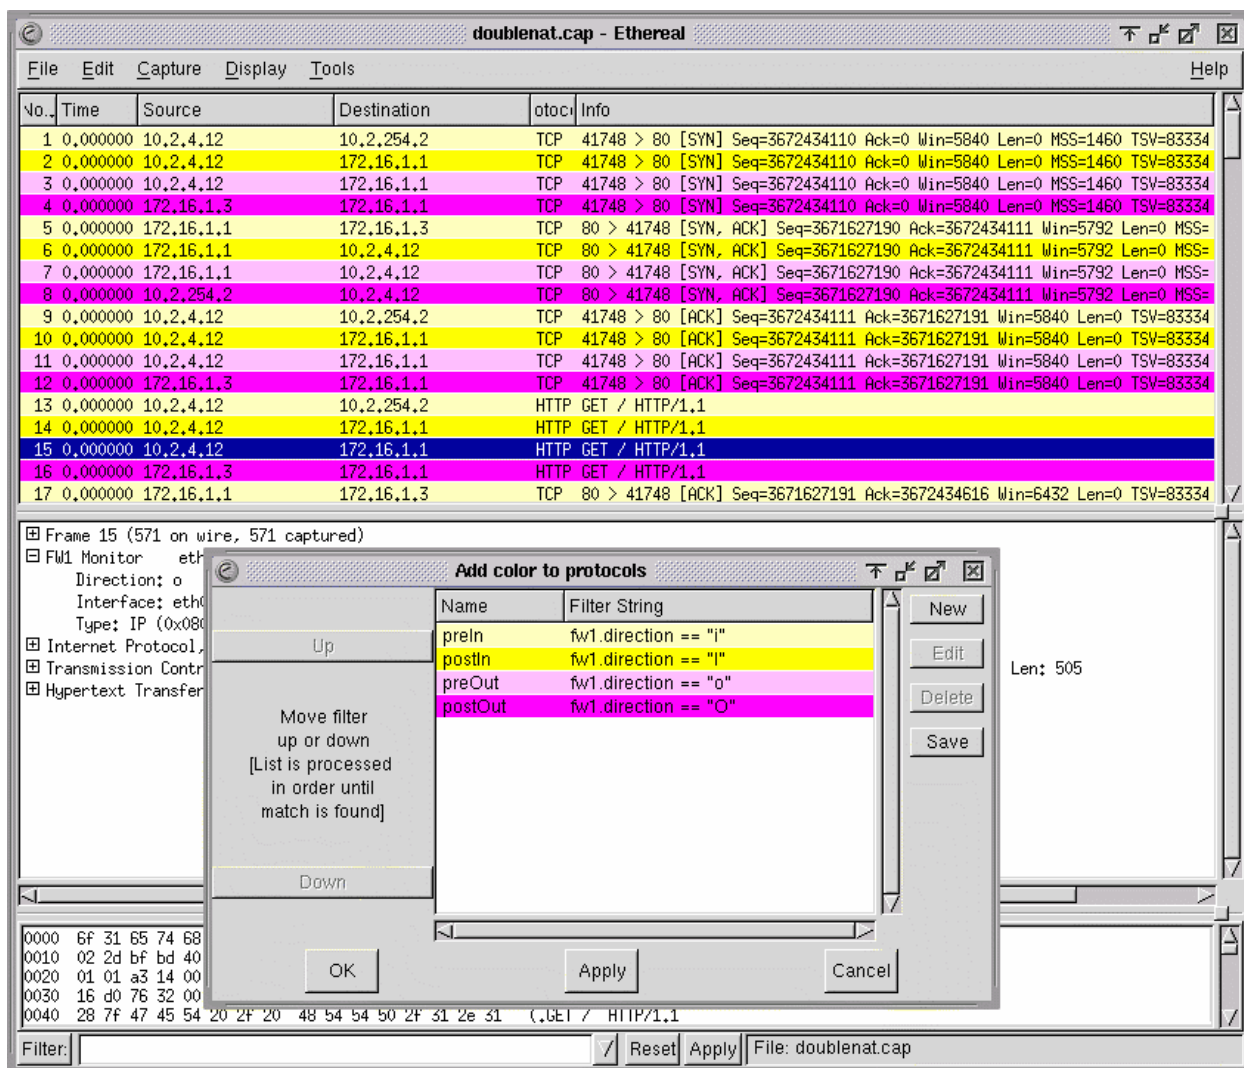 doublenat.cap - Ethereal
File Edit Capture Display Tools Help
No. Time Source Destination otoc Info
1 0.000000 10.2.4.12 10.2.254.2 TCP 41748 > 80 [SYN] Seq=3672434110 Ack=0 Win=5840 Len=0 MSS=1460 TSV=83334
2 0.000000 10.2.4.12 172.16.1.1 TCP 41748 > 80 [SYN] Seq=3672434110 Ack=0 Win=5840 Len=0 MSS=1460 TSV=83334
3 0.000000 10.2.4.12 172.16.1.1 TCP 41748 > 80 [SYN] Seq=3672434110 Ack=0 Win=5840 Len=0 MSS=1460 TSV=83334
4 0.000000 172.16.1.3 172.16.1.1 TCP 41748 > 80 [SYN] Seq=3672434110 Ack=0 Win=5840 Len=0 MSS=1460 TSV=83334
5 0.000000 172.16.1.1 172.16.1.3 TCP 80 > 41748 [SYN, ACK] Seq=3671627190 Ack=3672434111 Win=5792 Len=0 MSS=
6 0.000000 172.16.1.1 10.2.4.12 TCP 80 > 41748 [SYN, ACK] Seq=3671627190 Ack=3672434111 Win=5792 Len=0 MSS=
7 0.000000 172.16.1.1 10.2.4.12 TCP 80 > 41748 [SYN, ACK] Seq=3671627190 Ack=3672434111 Win=5792 Len=0 MSS=
8 0.000000 10.2.254.2 10.2.4.12 TCP 80 > 41748 [SYN, ACK] Seq=3671627190 Ack=3672434111 Win=5792 Len=0 MSS=
9 0.000000 10.2.4.12 10.2.254.2 TCP 41748 > 80 [ACK] Seq=3672434111 Ack=3671627191 Win=5840 Len=0 TSV=83334
10 0.000000 10.2.4.12 172.16.1.1 TCP 41748 > 80 [ACK] Seq=3672434111 Ack=3671627191 Win=5840 Len=0 TSV=83334
11 0.000000 10.2.4.12 172.16.1.1 TCP 41748 > 80 [ACK] Seq=3672434111 Ack=3671627191 Win=5840 Len=0 TSV=83334
12 0.000000 172.16.1.3 172.16.1.1 TCP 41748 > 80 [ACK] Seq=3672434111 Ack=3671627191 Win=5840 Len=0 TSV=83334
13 0.000000 10.2.4.12 10.2.254.2 HTTP GET / HTTP/1.1
14 0.000000 10.2.4.12 172.16.1.1 HTTP GET / HTTP/1.1
15 0.000000 10.2.4.12 172.16.1.1 HTTP GET / HTTP/1.1
16 0.000000 172.16.1.3 172.16.1.1 HTTP GET / HTTP/1.1
17 0.000000 172.16.1.1 172.16.1.3 TCP 80 > 41748 [ACK] Seq=3671627191 Ack=3672434616 Win=6432 Len=0 TSV=83334
Frame 15 (571 on wire, 571 captured)
FW1 Monitor eth
Direction: o
Interface: eth0
Type: IP (0x080
Internet Protocol,
Transmission Contr Len: 505
Hypertext Transfer
Add color to protocols
Up
Move filter
up or down
[List is processed
in order until
match is found]
Down
Name Filter String
preIn fw1.direction == "i"
postIn fw1.direction == "I"
preOut fw1.direction == "o"
postOut fw1.direction == "O"
New
Edit
Delete
Save
OK Apply Cancel
0000 6f 31 65 74 68
0010 02 2d bf bd 40
0020 01 01 a3 14 00
0030 16 d0 76 32 00
0040 28 7f 47 45 54 20 2f 20 48 54 54 50 2f 31 2e 31 (.GET / HTTP/1.1
Filter: Reset Apply File: doublenat.cap